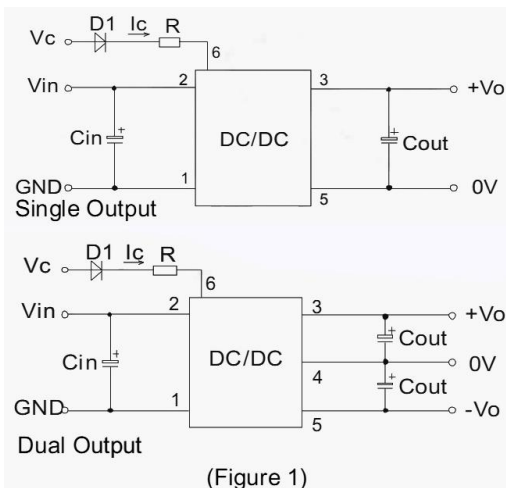 Vc D1 Ic R
6
Vin 2 3 +Vo
Cin + DC/DC + Cout
GND 1 5 0V
Single Output
Vc D1 Ic R
6
Vin 2 3 +Vo
+ Cout
Cin + DC/DC 4 0V
+ Cout
GND 1 5 -Vo
Dual Output
(Figure 1)